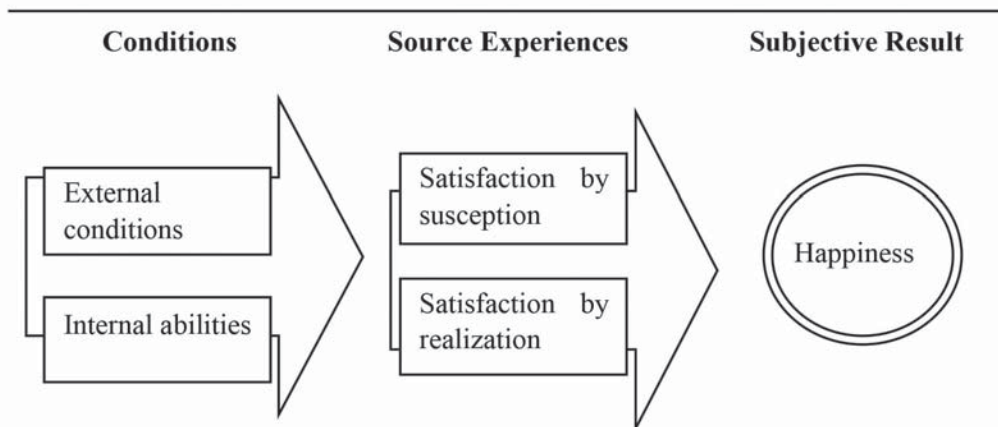 Conditions
Source Experiences
Subjective Result
External
conditions
Internal abilities
Satisfaction by
susception
Satisfaction by
realization
Happiness